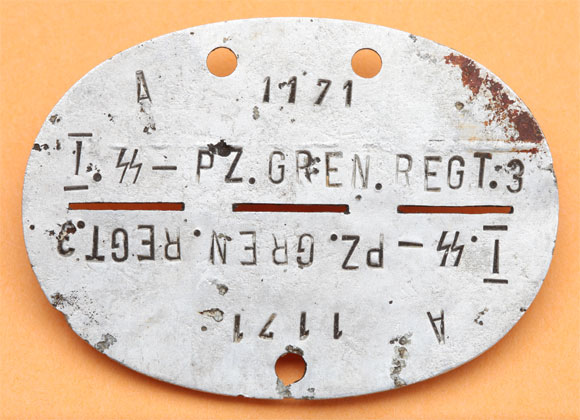 A 1171
I. ᛋᛋ – PZ. GREN. REGT. 3
I. ᛋᛋ – PZ. GREN. REGT. 3
A 1171